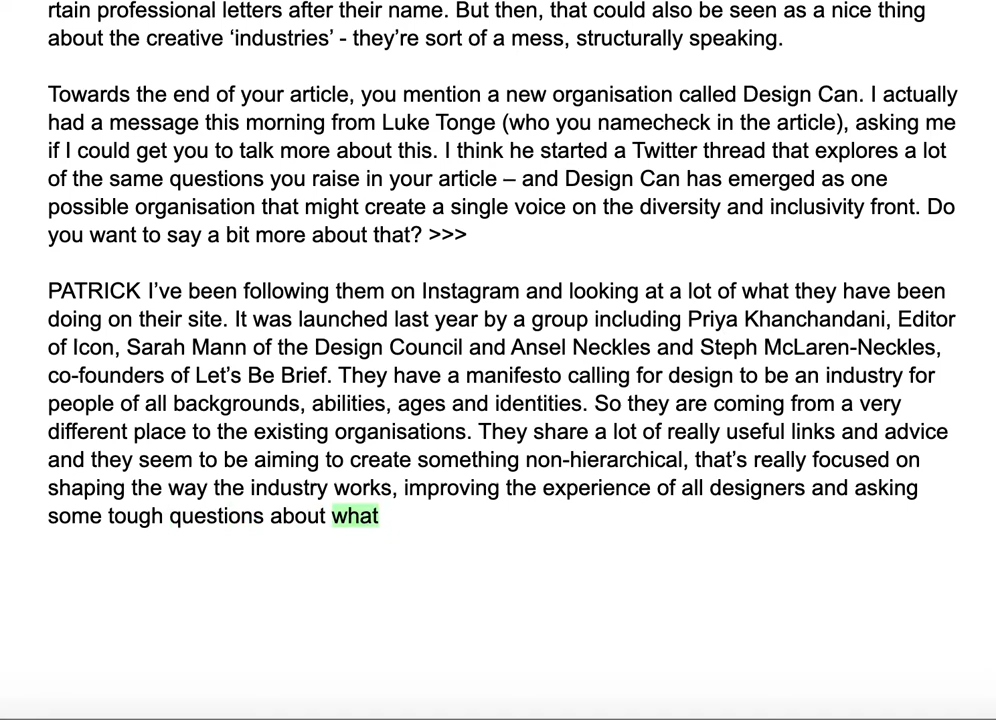 rtain professional letters after their name. But then, that could also be seen as a nice thing
about the creative ‘industries’ - they’re sort of a mess, structurally speaking.
Towards the end of your article, you mention a new organisation called Design Can. I actually
had a message this morning from Luke Tonge (who you namecheck in the article), asking me
if I could get you to talk more about this. I think he started a Twitter thread that explores a lot
of the same questions you raise in your article – and Design Can has emerged as one
possible organisation that might create a single voice on the diversity and inclusivity front. Do
you want to say a bit more about that? >>>
PATRICK I’ve been following them on Instagram and looking at a lot of what they have been
doing on their site. It was launched last year by a group including Priya Khanchandani, Editor
of Icon, Sarah Mann of the Design Council and Ansel Neckles and Steph McLaren-Neckles,
co-founders of Let’s Be Brief. They have a manifesto calling for design to be an industry for
people of all backgrounds, abilities, ages and identities. So they are coming from a very
different place to the existing organisations. They share a lot of really useful links and advice
and they seem to be aiming to create something non-hierarchical, that’s really focused on
shaping the way the industry works, improving the experience of all designers and asking
some tough questions about what